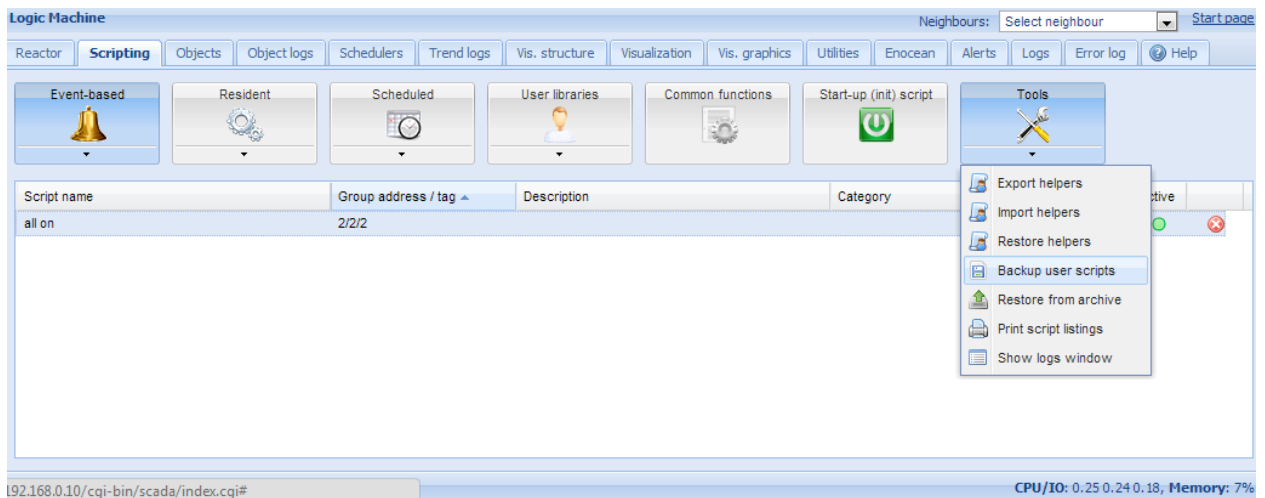 Logic Machine Neighbours: Select neighbour Start page
Reactor Scripting Objects Object logs Schedulers Trend logs Vis. structure Visualization Vis. graphics Utilities Enocean Alerts Logs Error log Help
Event-based Resident Scheduled User libraries Common functions Start-up (init) script Tools
Script name Group address / tag Description Category ctive
all on 2/2/2
Export helpers
Import helpers
Restore helpers
Backup user scripts
Restore from archive
Print script listings
Show logs window
192.168.0.10/cgi-bin/scada/index.cgi# CPU/IO: 0.25 0.24 0.18, Memory: 7%